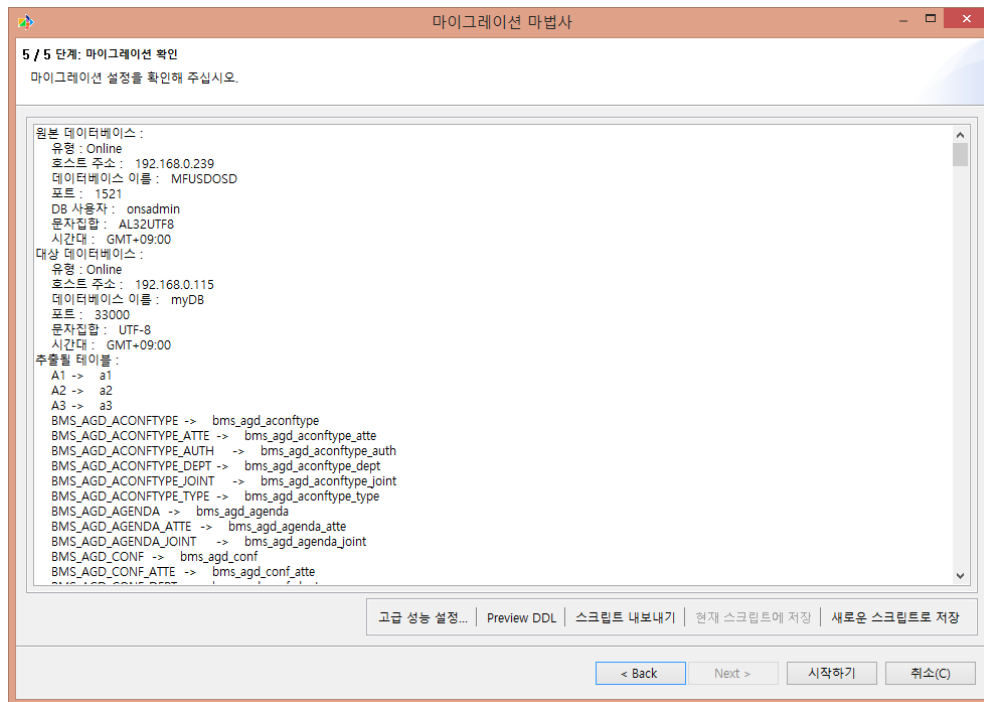 마이그레이션 마법사
5 / 5 단계: 마이그레이션 확인
마이그레이션 설정을 확인해 주십시오.
원본 데이터베이스 :
유형 : Online
호스트 주소 : 192.168.0.239
데이터베이스 이름 : MFUSDOSD
포트 : 1521
DB 사용자 : onsadmin
문자집합 : AL32UTF8
시간대 : GMT+09:00
대상 데이터베이스 :
유형 : Online
호스트 주소 : 192.168.0.115
데이터베이스 이름 : myDB
포트 : 33000
문자집합 : UTF-8
시간대 : GMT+09:00
추출될 테이블 :
A1 -> a1
A2 -> a2
A3 -> a3
BMS_AGD_ACONFTYPE -> bms_agd_aconftype
BMS_AGD_ACONFTYPE_ATTE -> bms_agd_aconftype_atte
BMS_AGD_ACONFTYPE_AUTH -> bms_agd_aconftype_auth
BMS_AGD_ACONFTYPE_DEPT -> bms_agd_aconftype_dept
BMS_AGD_ACONFTYPE_JOINT -> bms_agd_aconftype_joint
BMS_AGD_ACONFTYPE_TYPE -> bms_agd_aconftype_type
BMS_AGD_AGENDA -> bms_agd_agenda
BMS_AGD_AGENDA_ATTE -> bms_agd_agenda_atte
BMS_AGD_AGENDA_JOINT -> bms_agd_agenda_joint
BMS_AGD_CONF -> bms_agd_conf
BMS_AGD_CONF_ATTE -> bms_agd_conf_atte
고급 성능 설정... Preview DDL 스크립트 내보내기 현재 스크립트에 저장 새로운 스크립트로 저장
< Back Next > 시작하기 취소(C)